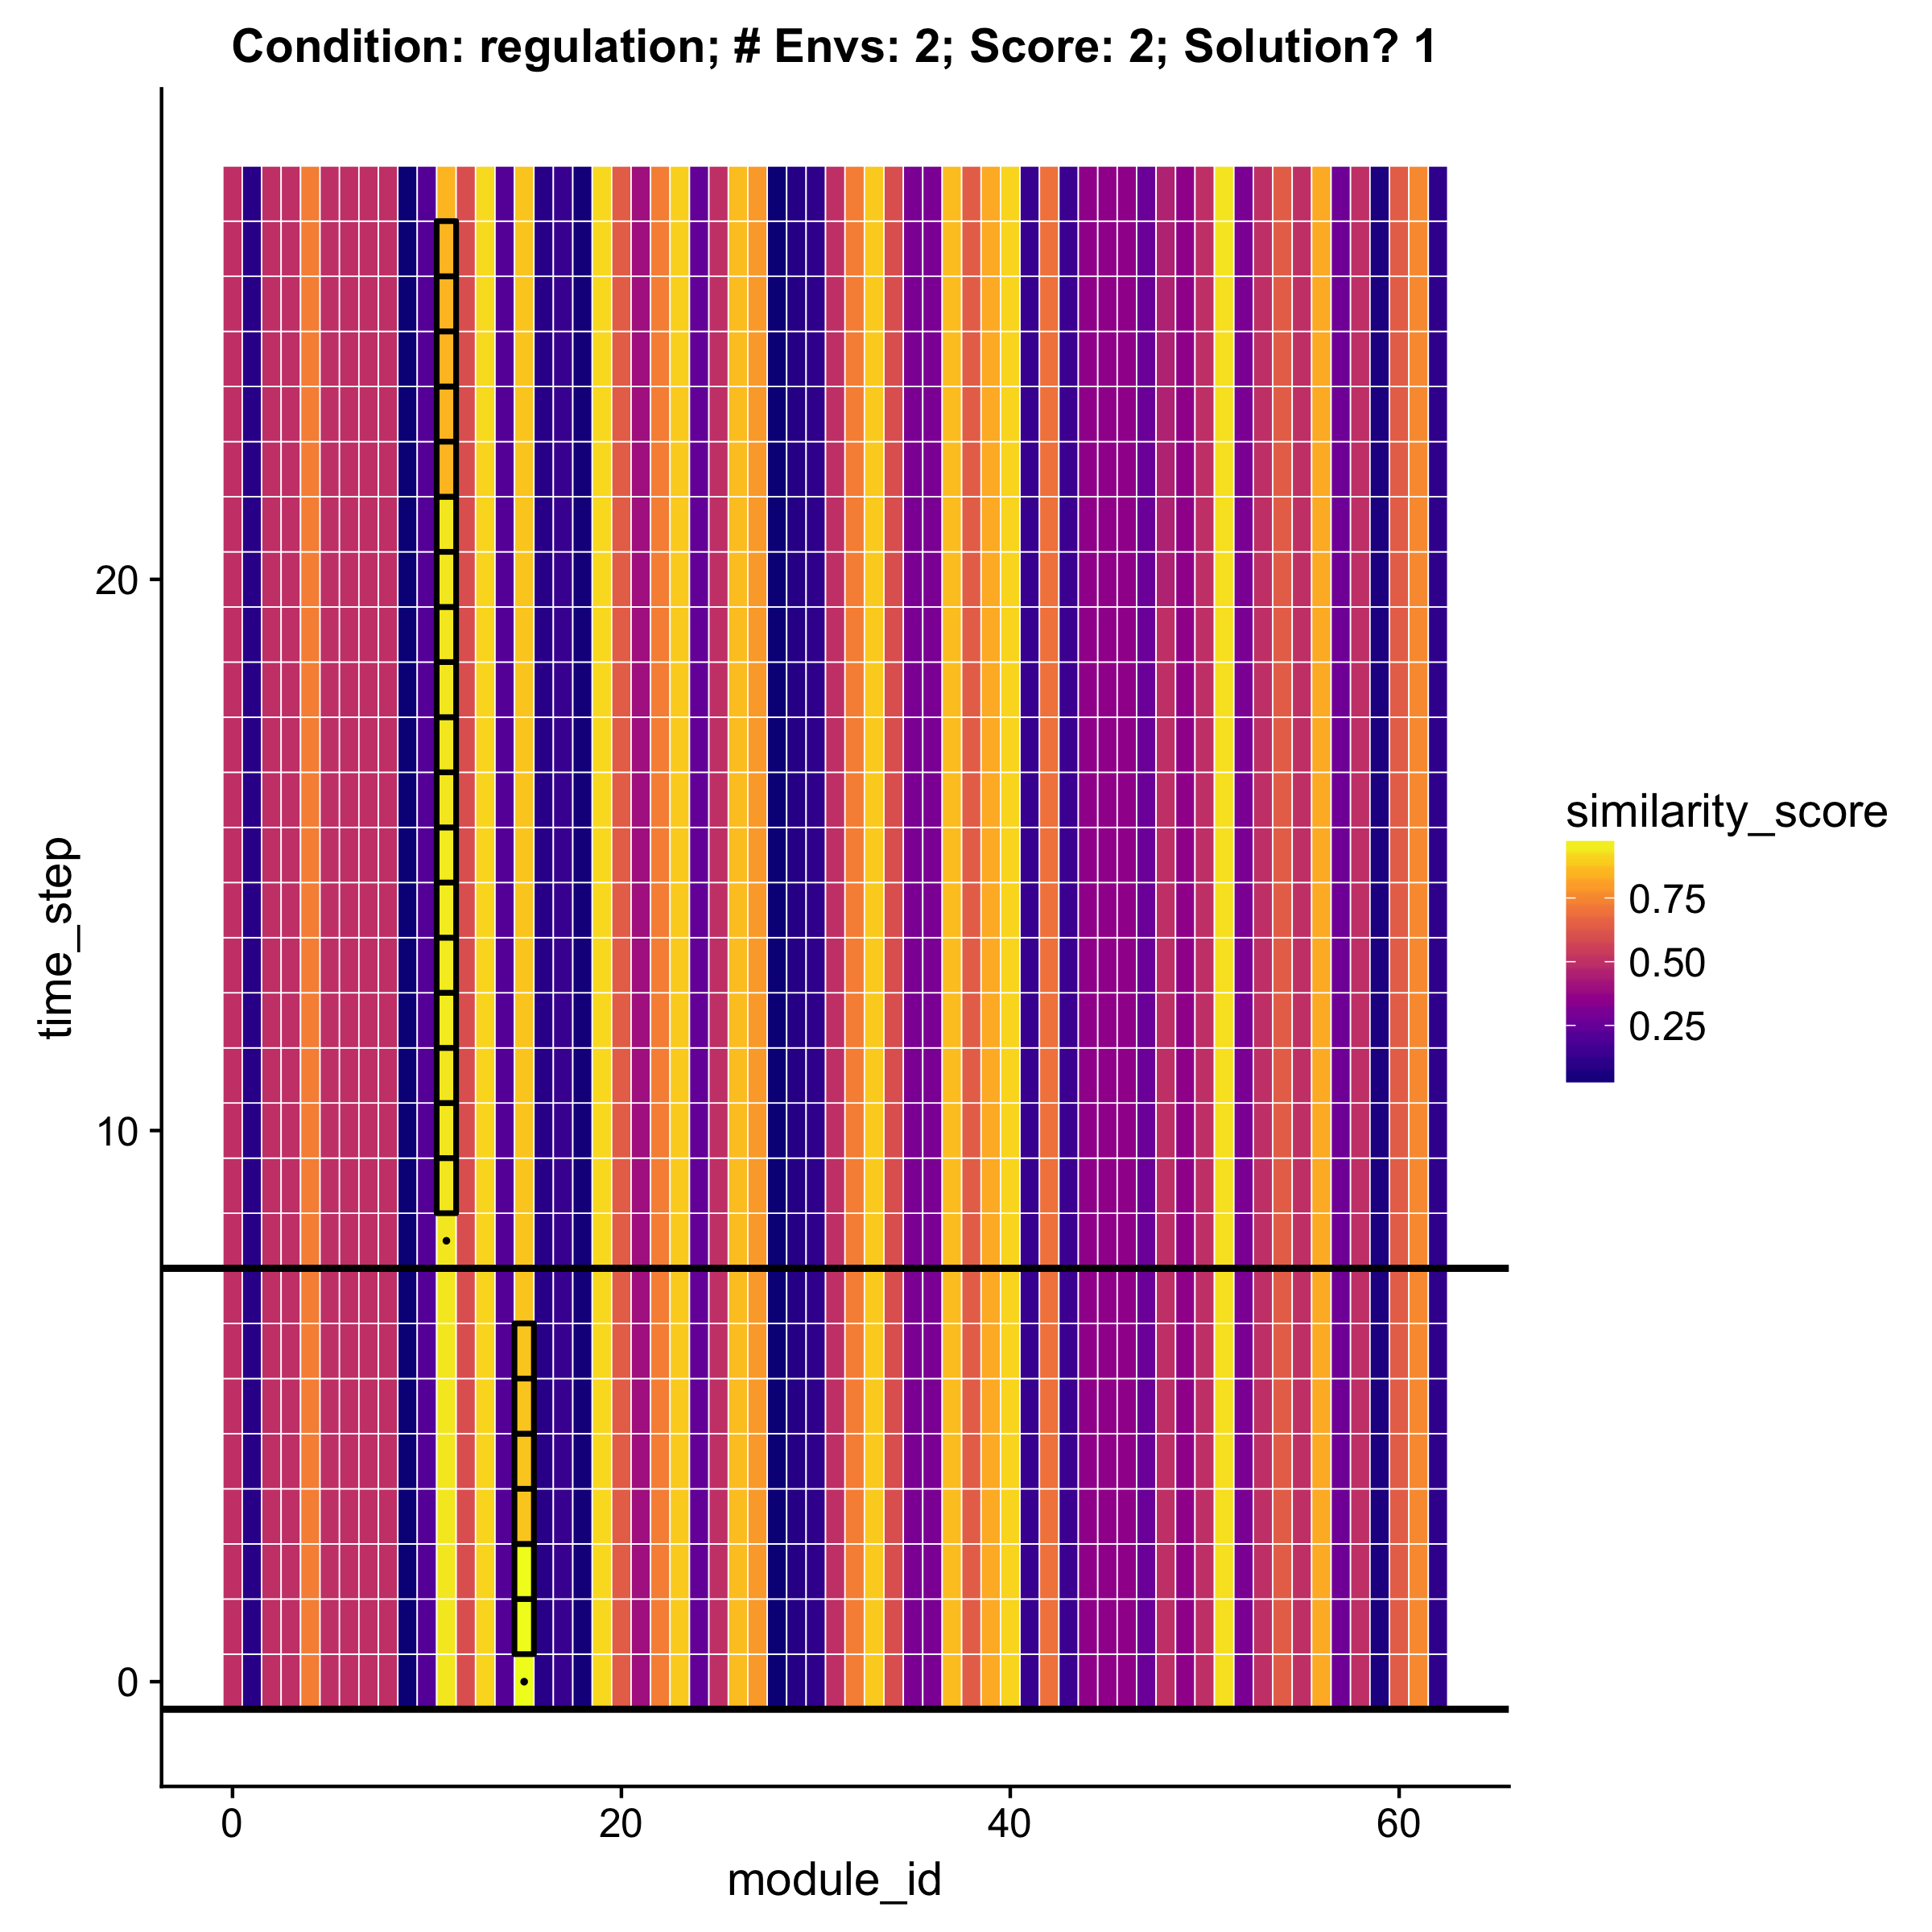 Condition: regulation; # Envs: 2; Score: 2; Solution? 1
time_step
20
10
0
0 20 40 60
module_id
similarity_score
0.75
0.50
0.25